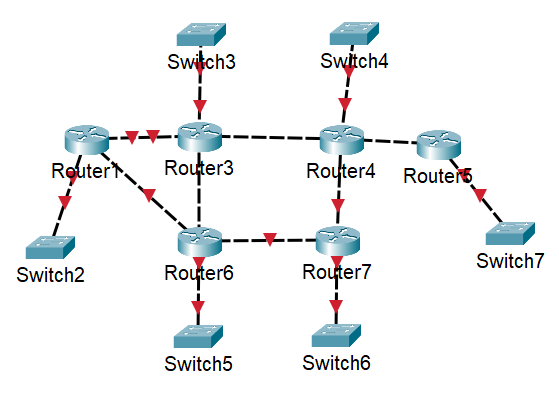 Switch3
Switch4
Router1
Router3
Router4
Router5
Switch2
Router6
Router7
Switch7
Switch5
Switch6